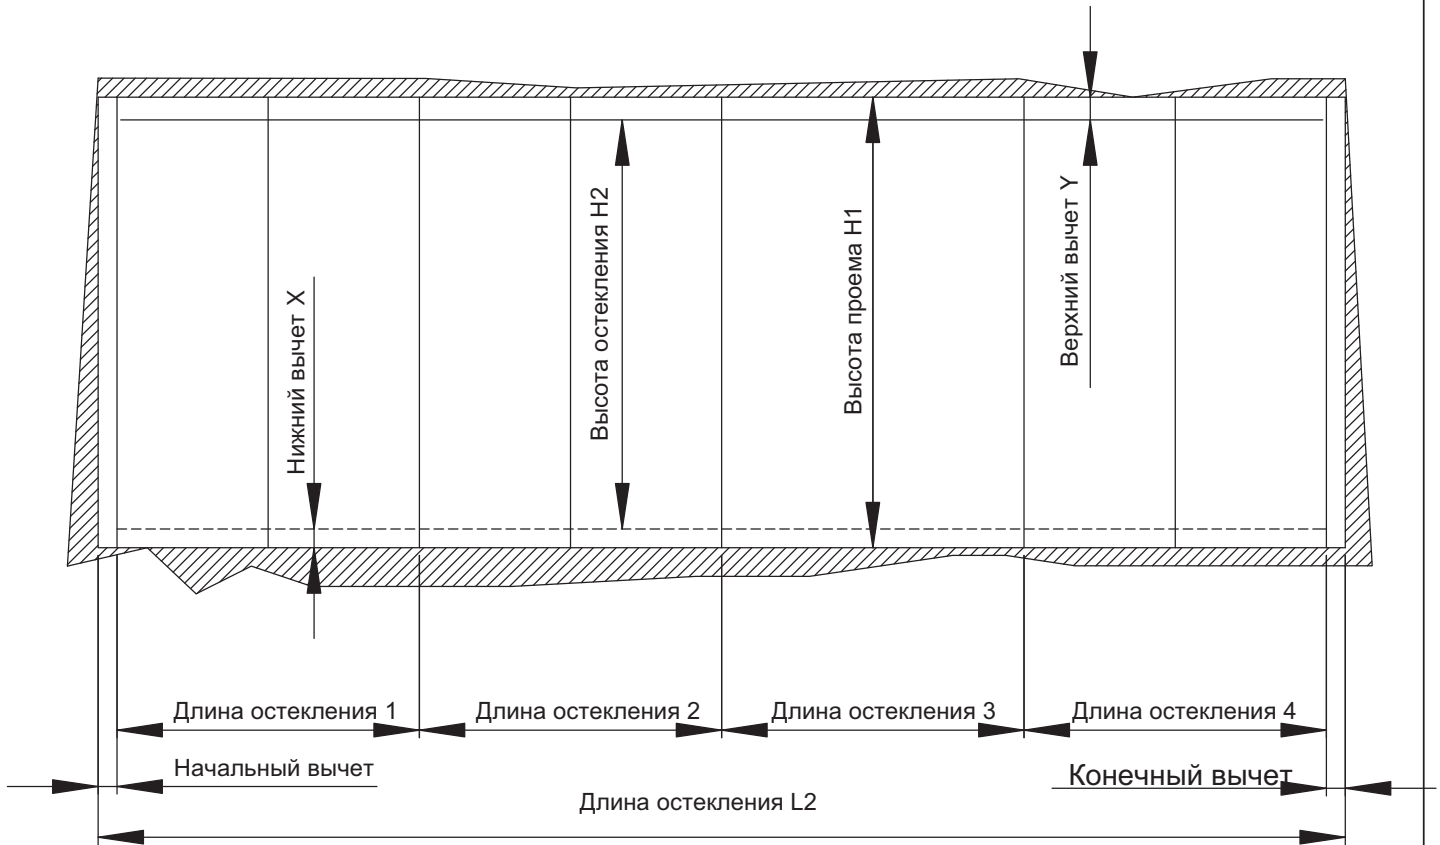 Нижний вычет X
Высота остекления H2
Высота проема H1
Верхний вычет Y
Длина остекления 1
Длина остекления 2
Длина остекления 3
Длина остекления 4
Начальный вычет
Конечный вычет
Длина остекления L2